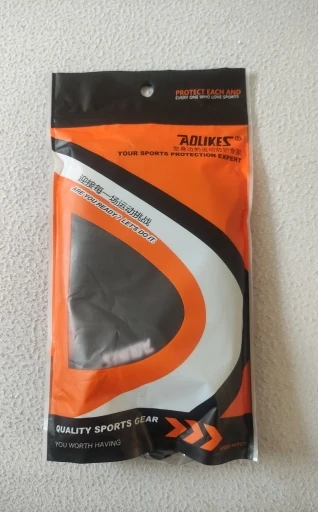 PROTECT EACH AND
EVERY ONE WHO LOVE SPORTS
AOLIKES®
YOUR SPORTS PROTECTION EXPERT
迎接每一场运动挑战
ARE YOU READY? LET'S DO IT.
QUALITY SPORTS GEAR
YOU WORTH HAVING